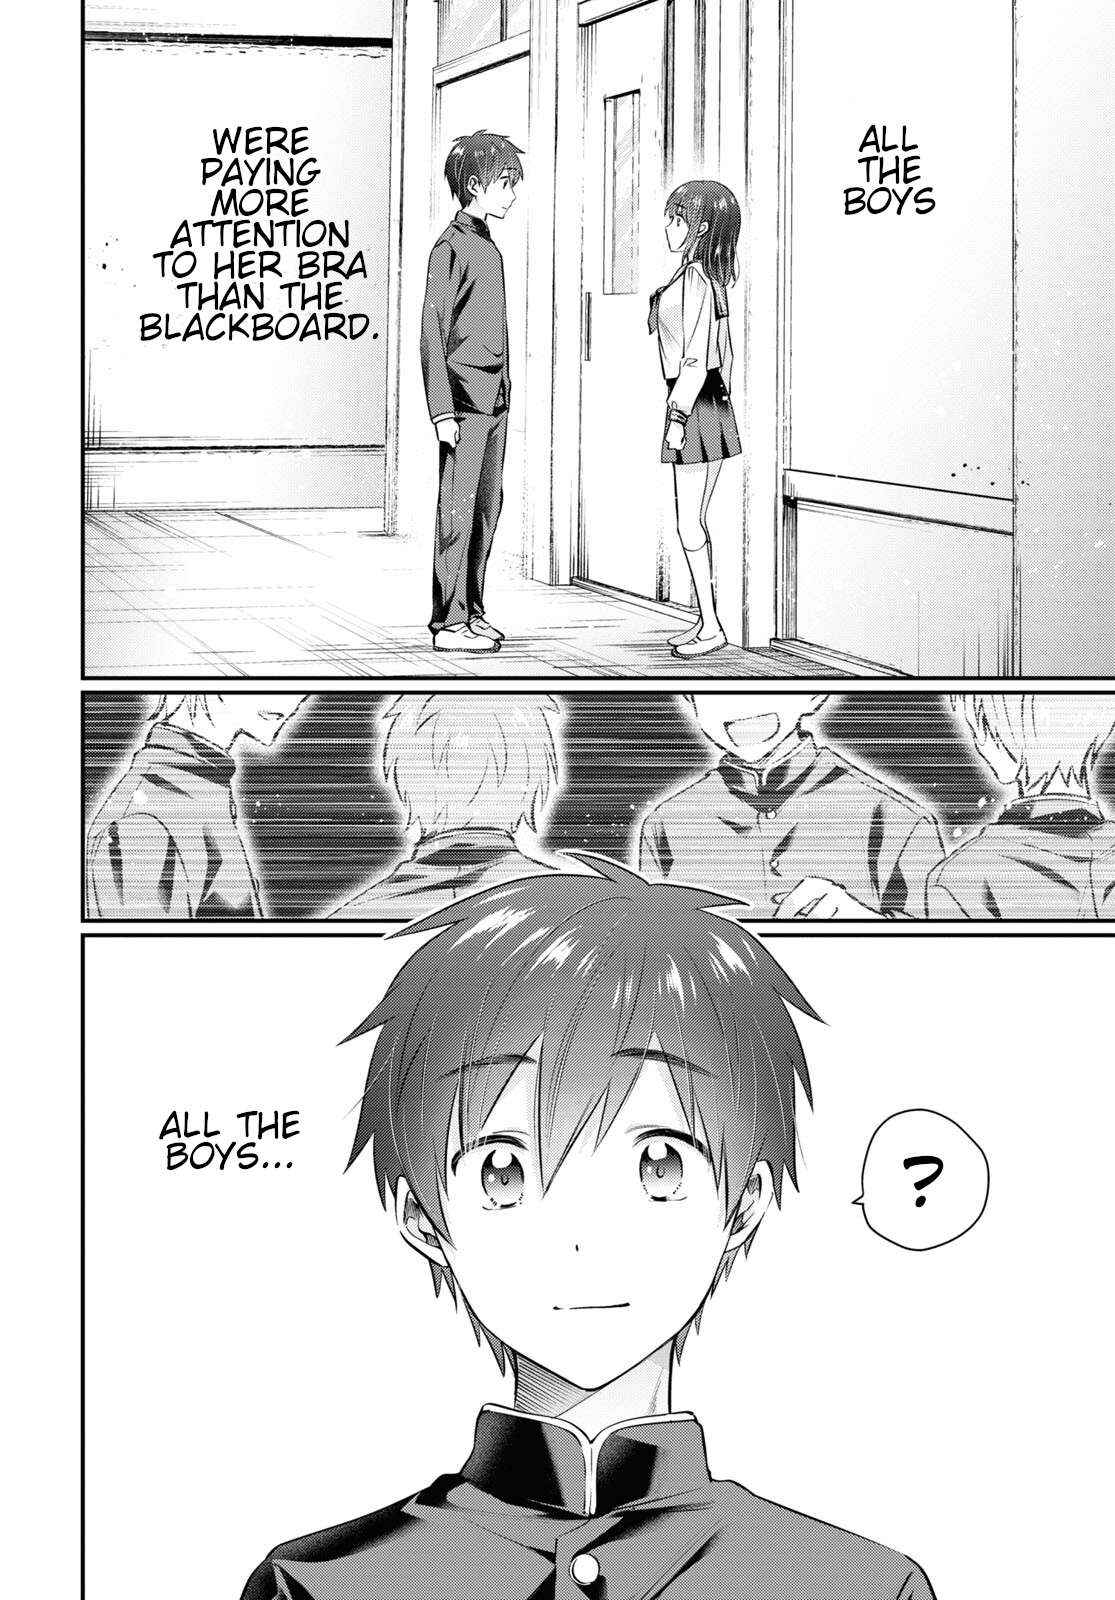 ALL
THE
BOYS
WERE
PAYING
MORE
ATTENTION
TO HER BRA
THAN THE
BLACKBOARD.
ALL THE
BOYS...
?